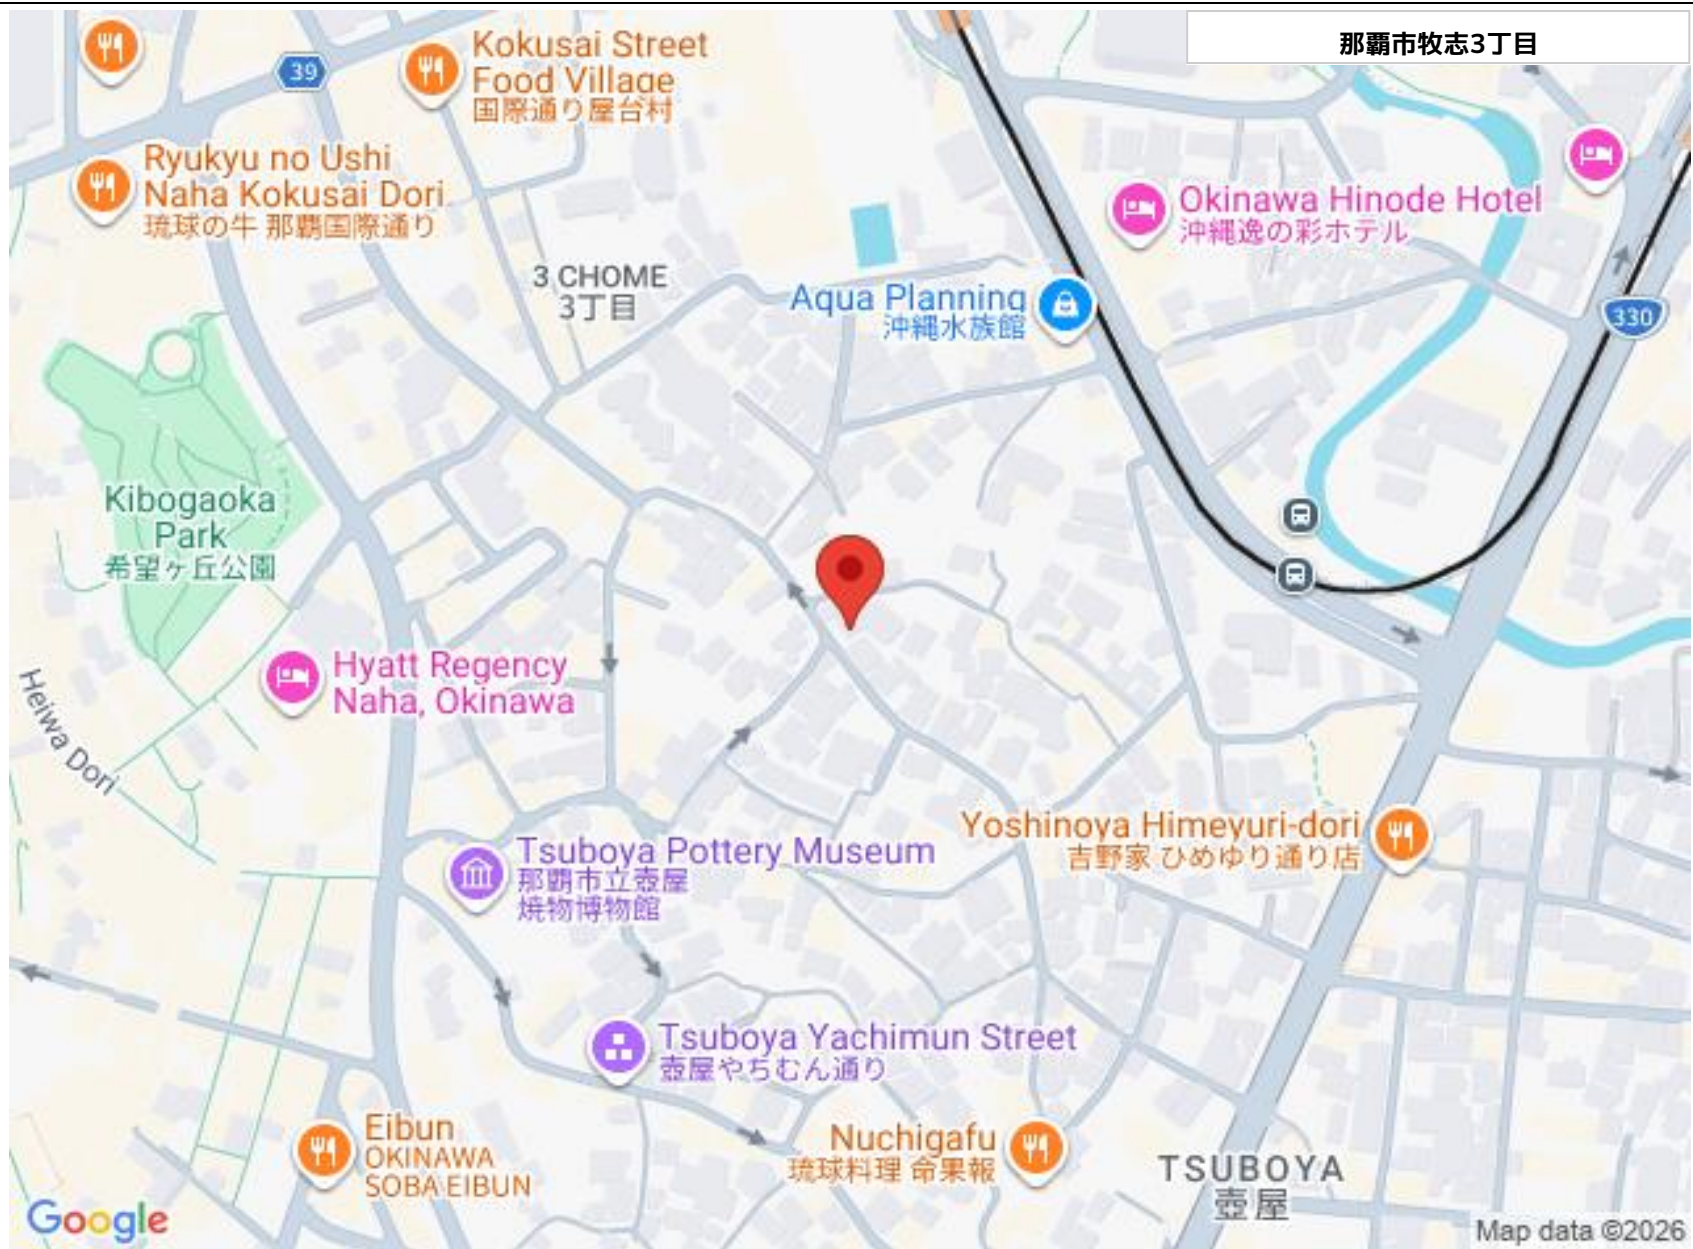 那覇市牧志3丁目
39
Kokusai Street
Food Village
国際通り屋台村
Ryukyu no Ushi
Naha Kokusai Dori
琉球の牛 那覇国際通り
Okinawa Hinode Hotel
沖縄逸の彩ホテル
3 CHOME
3丁目
Aqua Planning
沖縄水族館
330
Kibogaoka
Park
希望ヶ丘公園
Hyatt Regency
Naha, Okinawa
Heiwa Dori
Yoshinoya Himeyuri-dori
吉野家 ひめゆり通り店
Tsuboya Pottery Museum
那覇市立壺屋
焼物博物館
Tsuboya Yachimun Street
壺屋やちむん通り
Eibun
OKINAWA
SOBA EIBUN
Nuchigafu
琉球料理 命果報
TSUBOYA
壺屋
Google
Map data ©2026